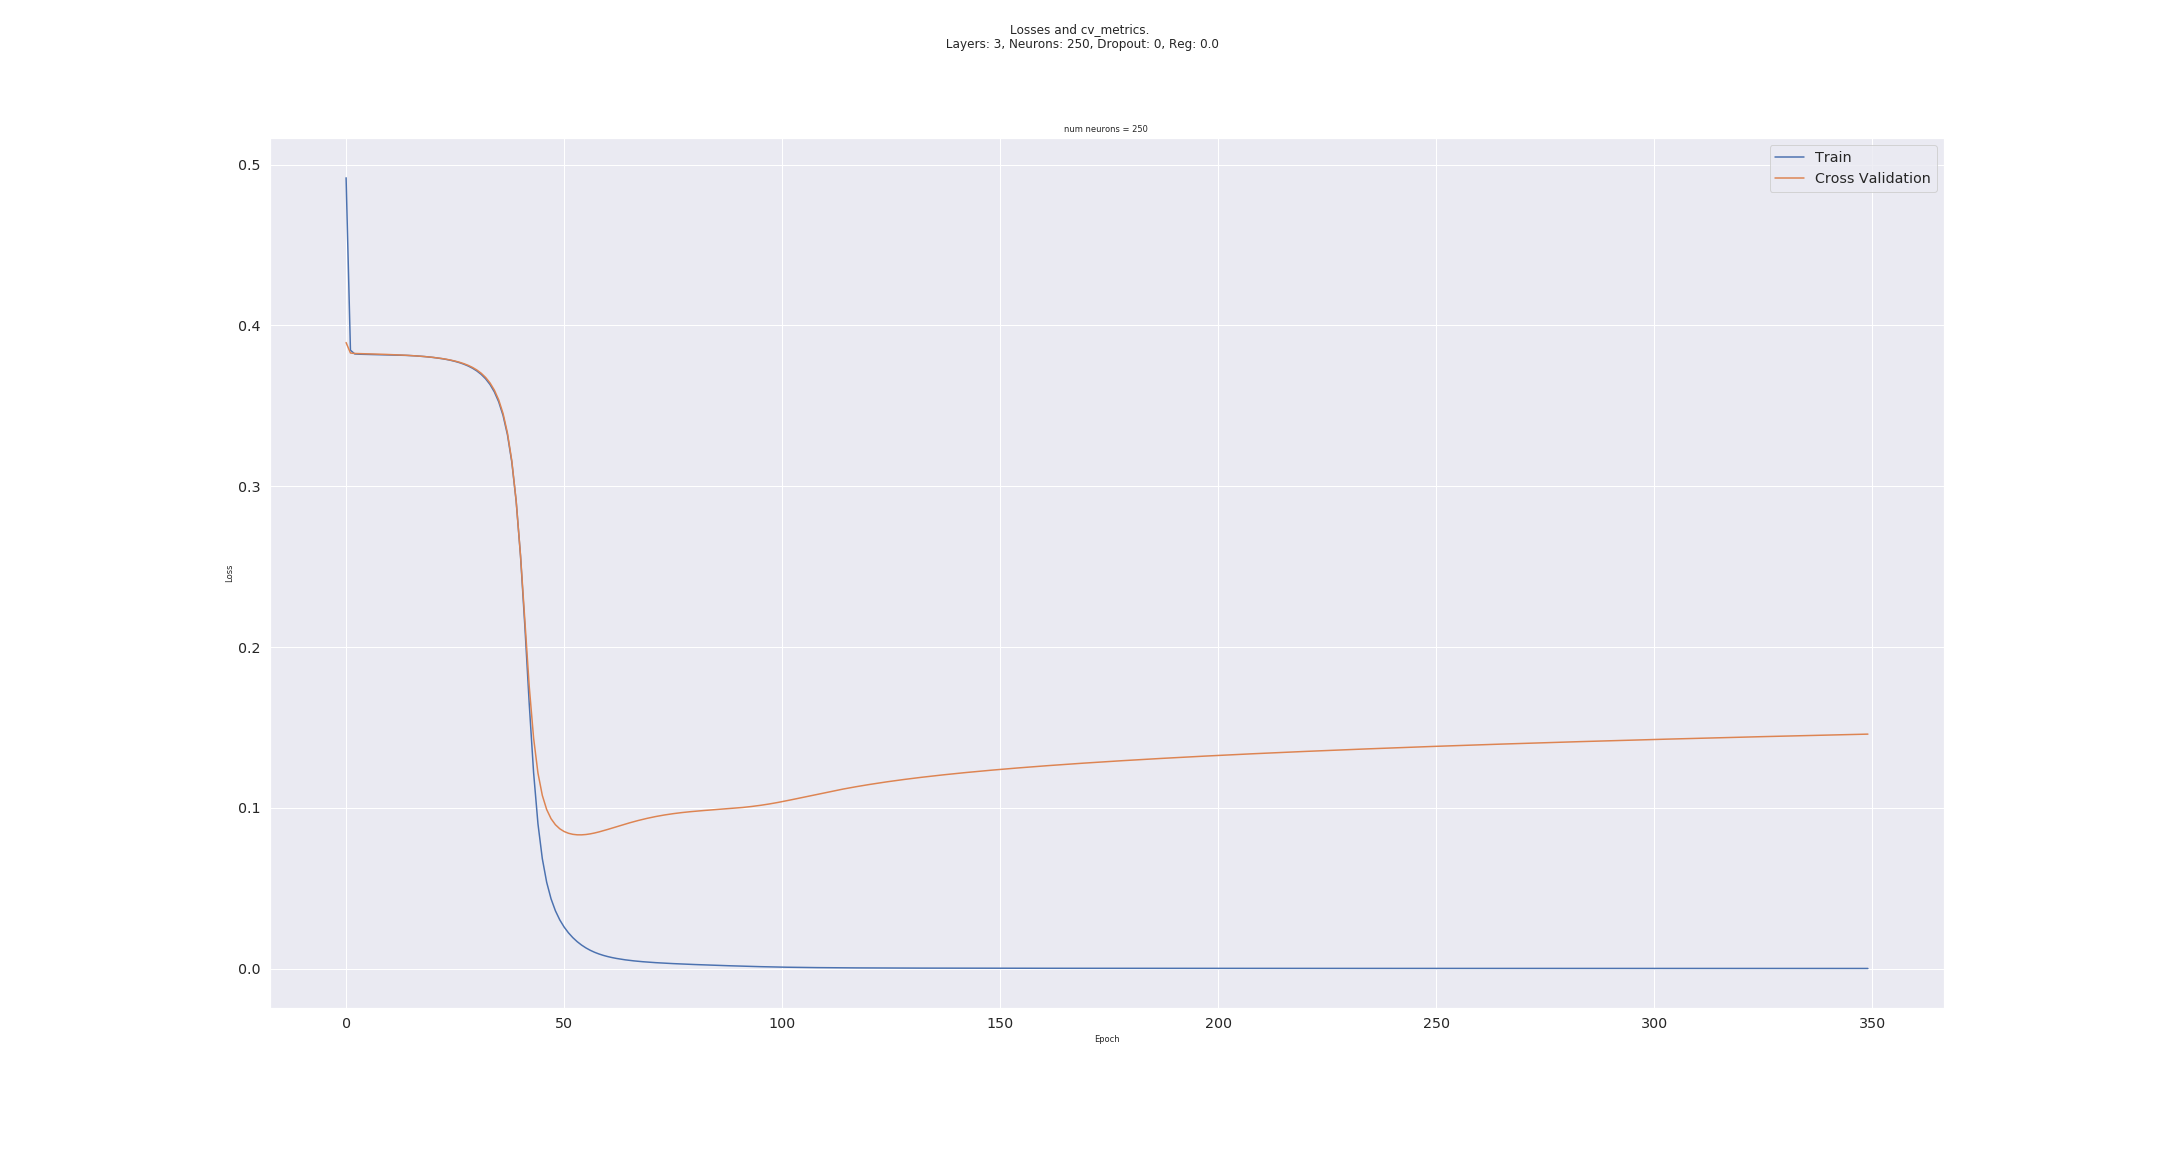 Losses and cv_metrics.
Layers: 3, Neurons: 250, Dropout: 0, Reg: 0.0
num neurons = 250
Train
Cross Validation
0.5
0.4
0.3
0.2
0.1
0.0
Loss
0 50 100 150 200 250 300 350
Epoch